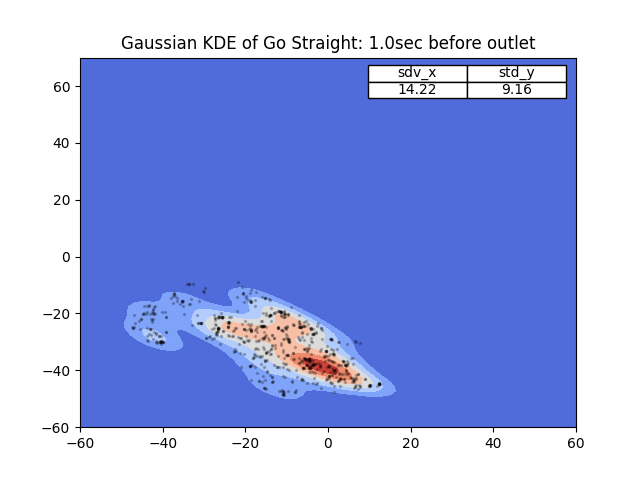 Gaussian KDE of Go Straight: 1.0sec before outlet
sdv_x std_y
14.22 9.16
60
40
20
0
−20
−40
−60
−60 −40 −20 0 20 40 60